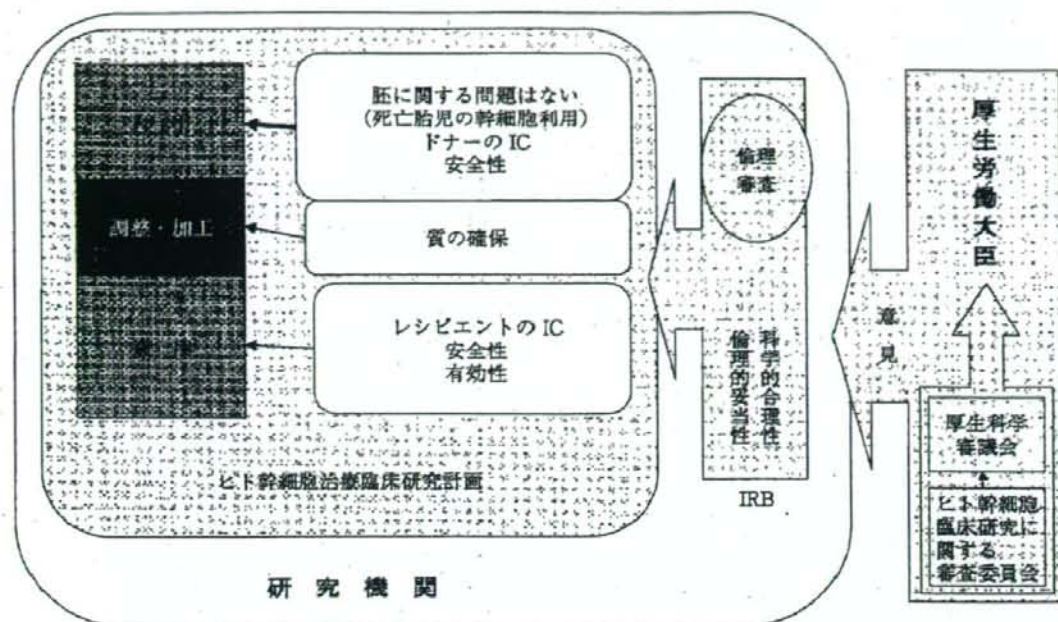 胚に関する問題はない
(死亡胎児の幹細胞利用)
ドナーの IC
安全性
調整・加工
質の確保
レシピエントの IC
安全性
有効性
ヒト幹細胞治療臨床研究計画
研 究 機 関
倫理
審査
科学的合理性
倫理的妥当性
IRB
意見
厚生労働大臣
厚生科学
審議会
ヒト幹細胞
臨床研究に
関する
審査委員会